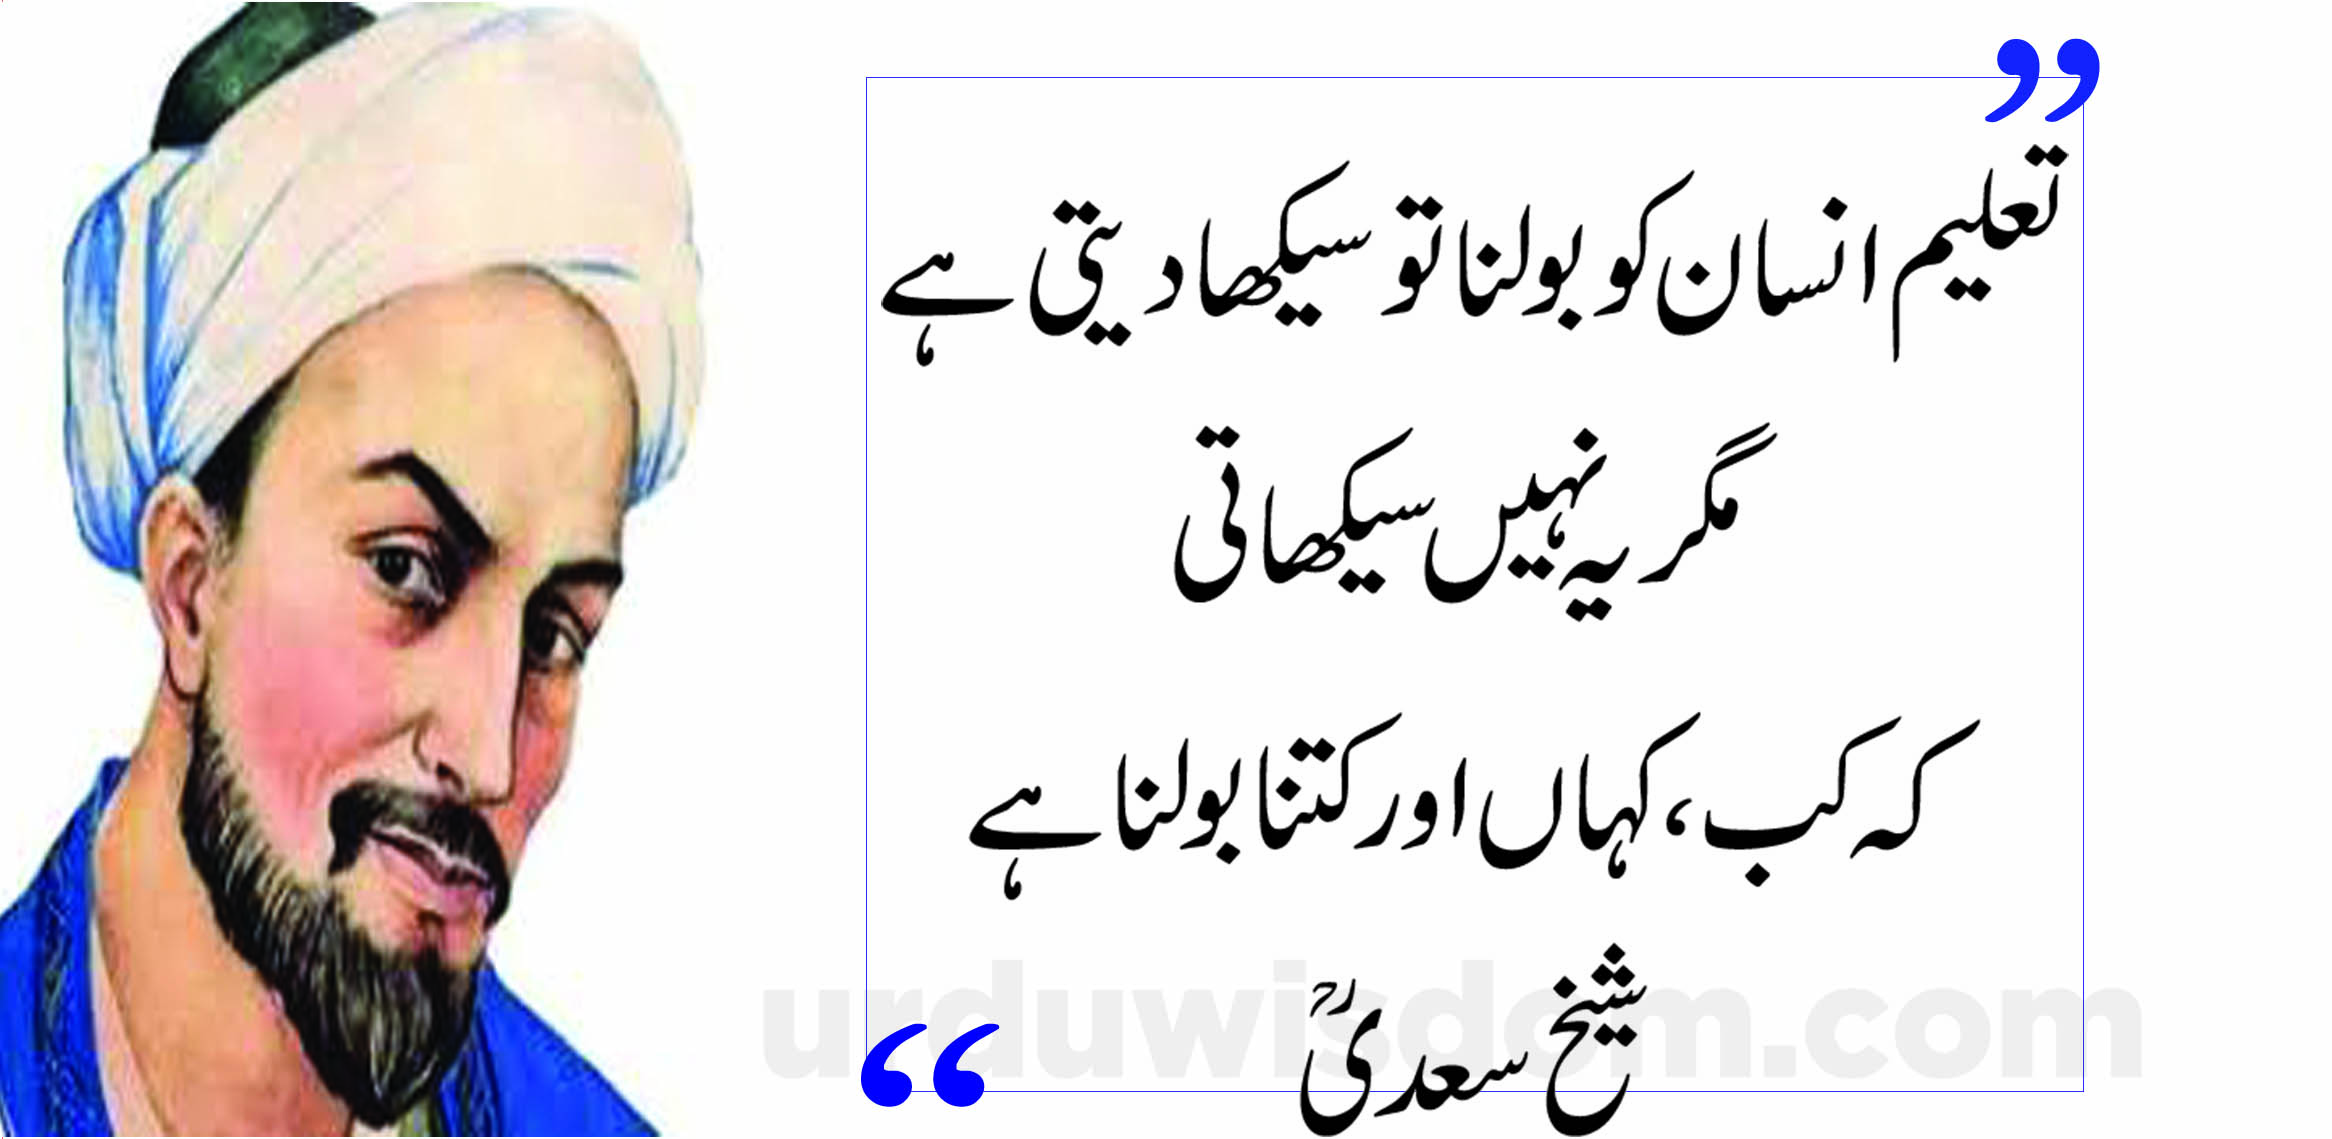 تعلیم انسان کو بولنا تو سیکھا دیتی ہے
مگر یہ نہیں سیکھاتی
کہ کب، کہاں اور کتنا بولنا ہے
شیخ سعدیؒ
urduwisdom.com